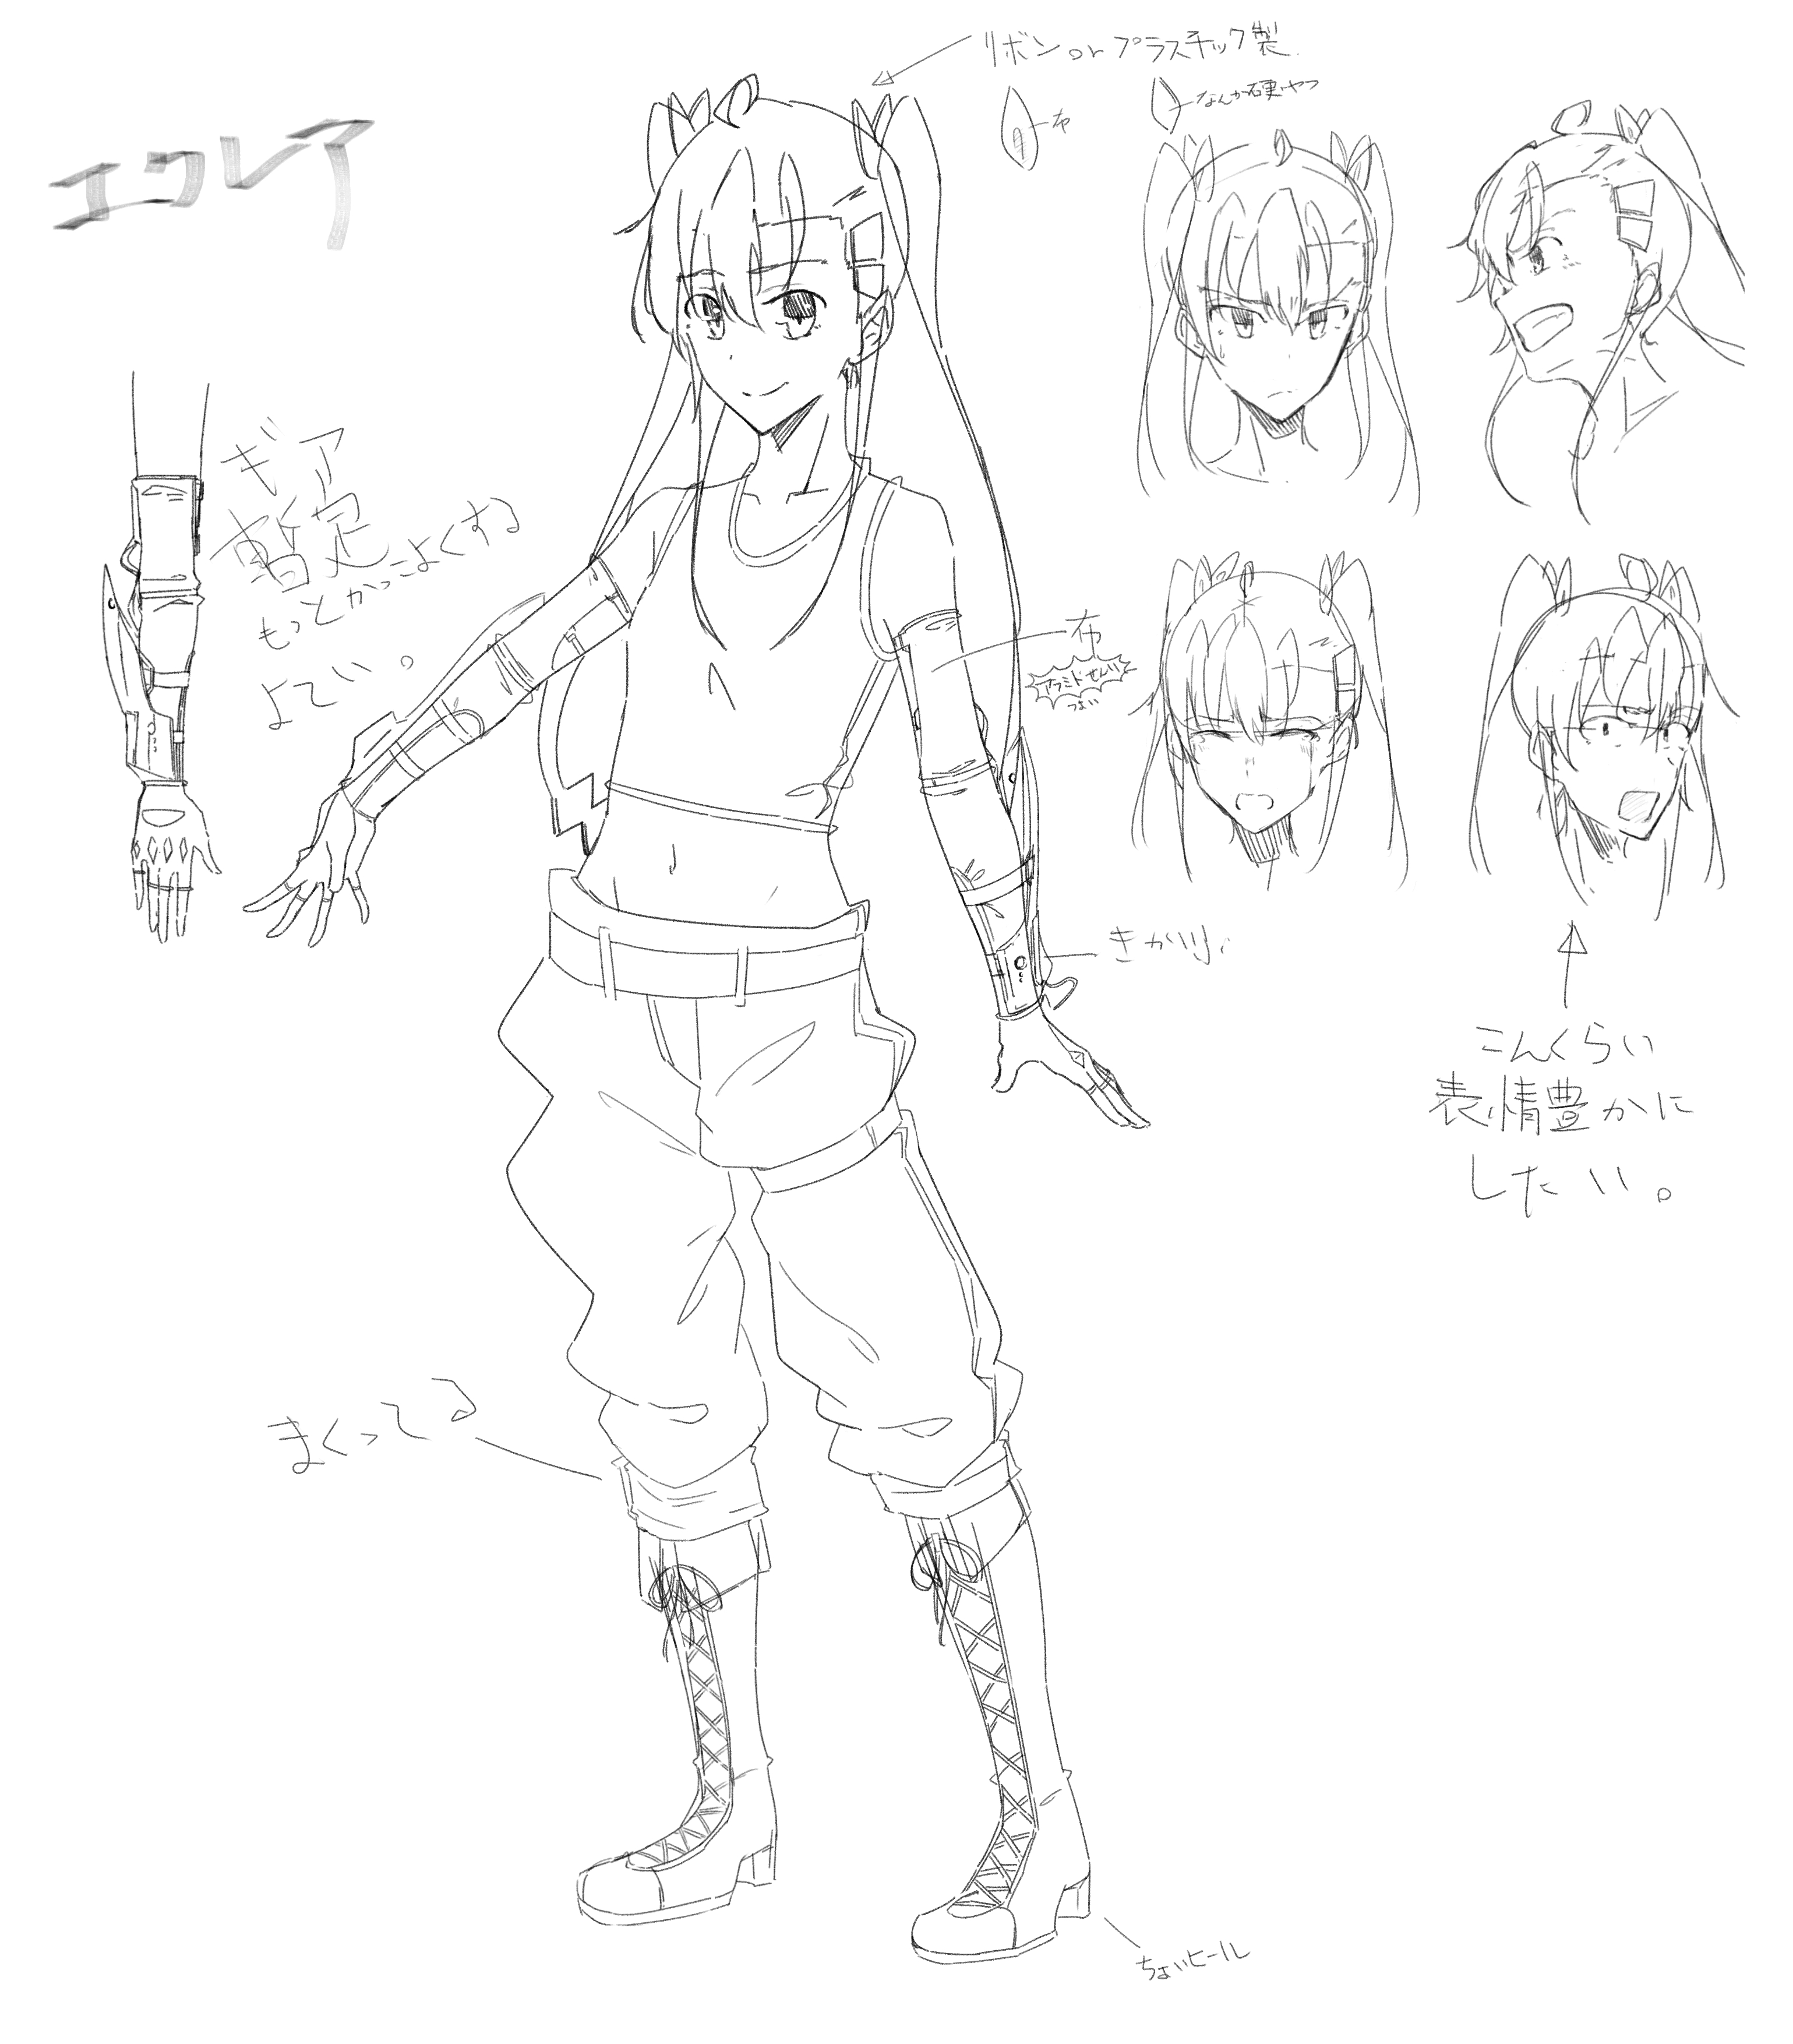 エクレア
リボン or プラスチック製
布
なんか硬いやつ
ギア
暫定
もっとかっこよくする
よてい。
布
アラミドせんい
つよい
きかい
こんくらい
表情豊かに
したい。
まくってる
ちょいヒール